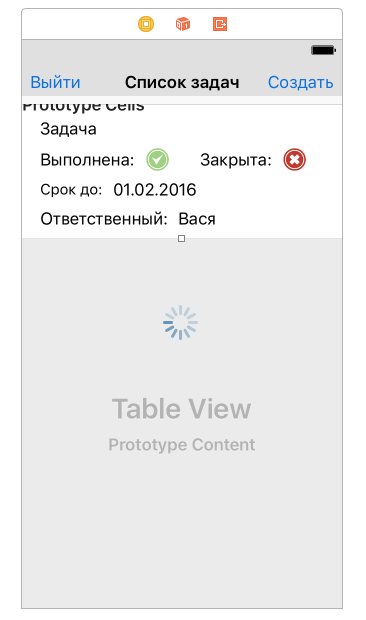 Выйти Список задач Создать
Prototype Cells
Задача
Выполнена: Закрыта:
Срок до: 01.02.2016
Ответственный: Вася
Table View
Prototype Content